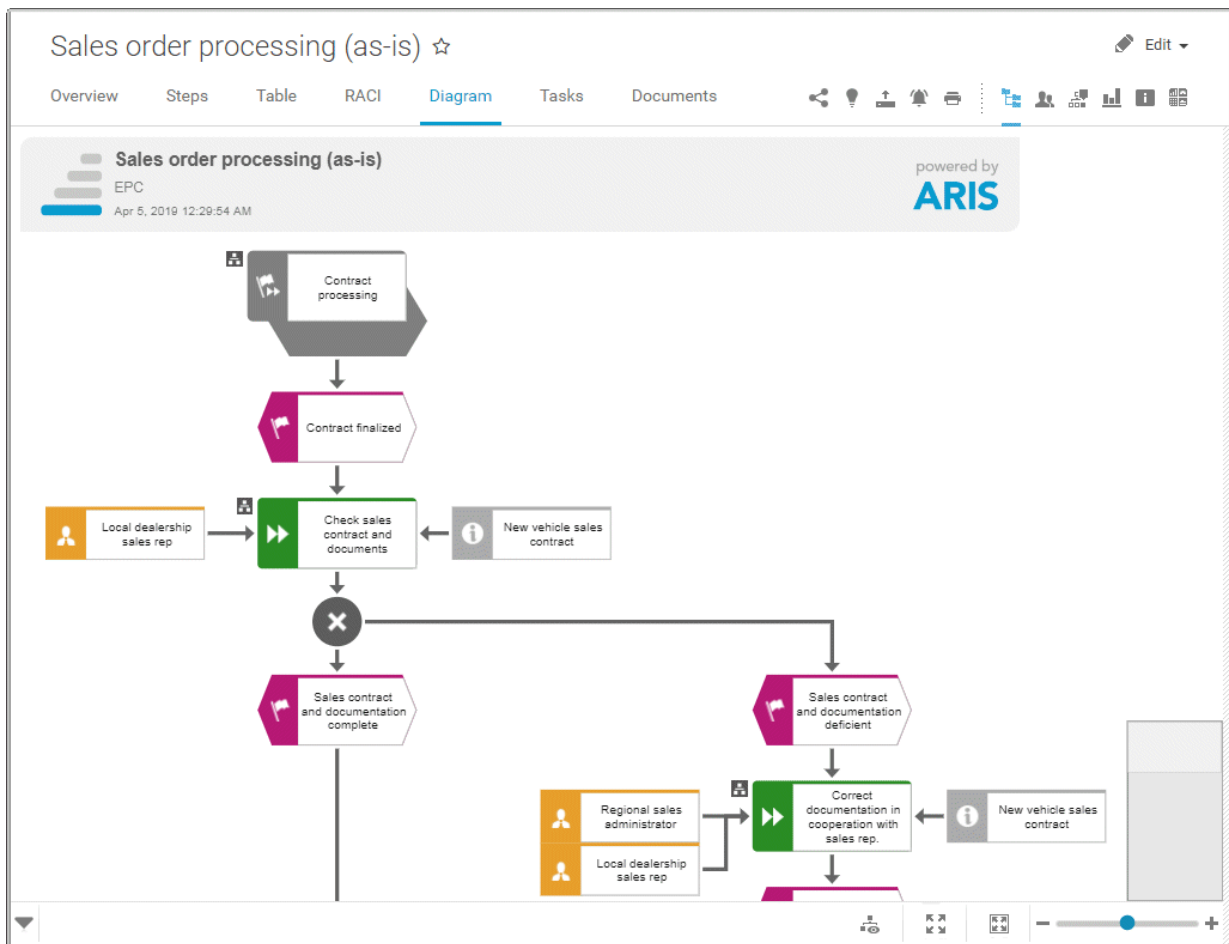 Sales order processing (as-is)
Edit
Overview
Steps
Table
RACI
Diagram
Tasks
Documents
Sales order processing (as-is)
EPC
Apr 5, 2019 12:29:54 AM
powered by
ARIS
Contract
processing
Contract finalized
Local dealership
sales rep
Check sales
contract and
documents
New vehicle sales
contract
Sales contract
and documentation
complete
Sales contract
and documentation
deficient
Regional sales
administrator
Local dealership
sales rep
Correct
documentation in
cooperation with
sales rep.
New vehicle sales
contract